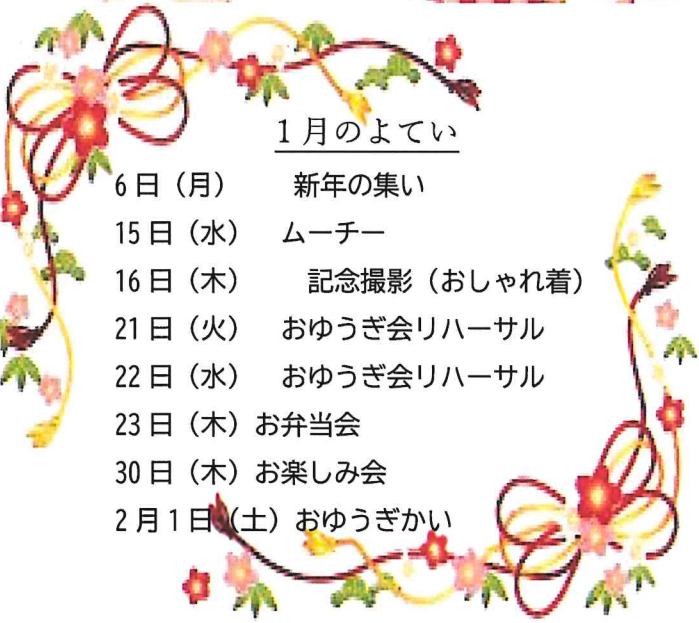 1月のよてい
6日（月）　　新年の集い
15日（水）　ムーチー
16日（木）　　記念撮影（おしゃれ着）
21日（火）　おゆうぎ会リハーサル
22日（水）　おゆうぎ会リハーサル
23日（木）お弁当会
30日（木）お楽しみ会
2月1日（土）おゆうぎかい